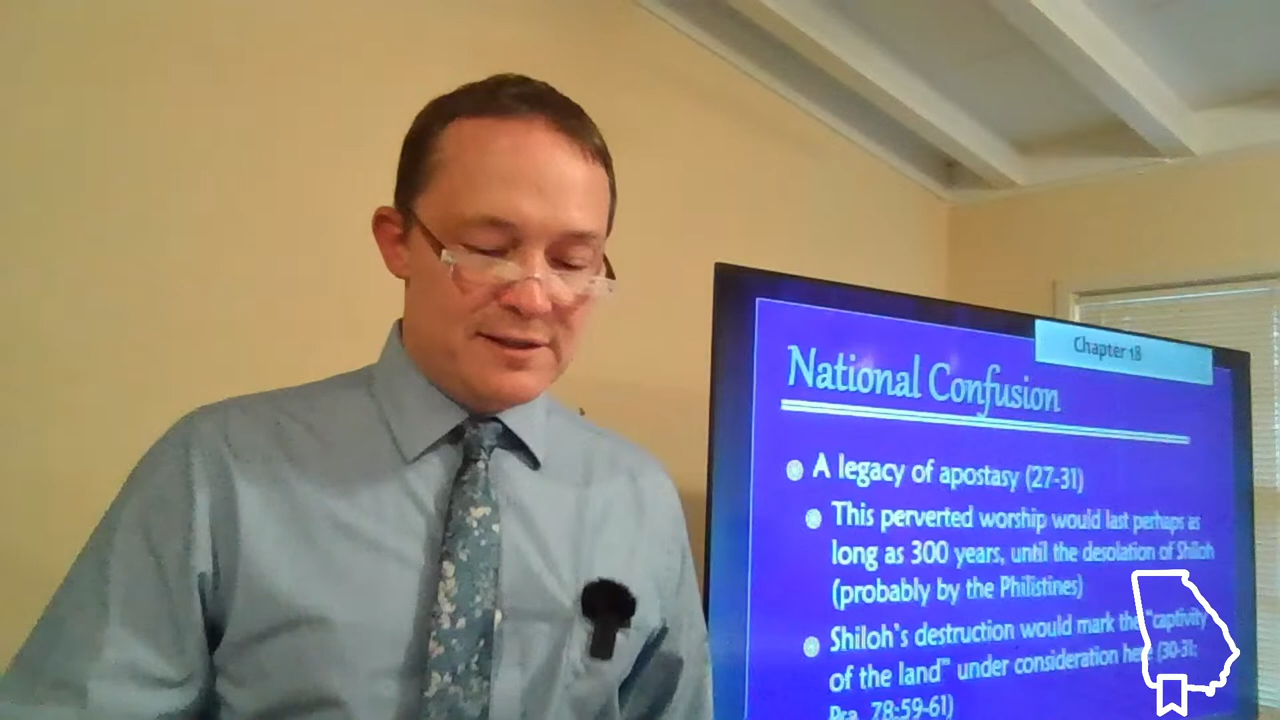 Chapter 18
National Confusion
A legacy of apostasy (27-31)
This perverted worship would last perhaps as
long as 300 years, until the desolation of Shiloh
(probably by the Philistines)
Shiloh's destruction would mark the "captivity
of the land" under consideration here (30-31;
78:59-61)